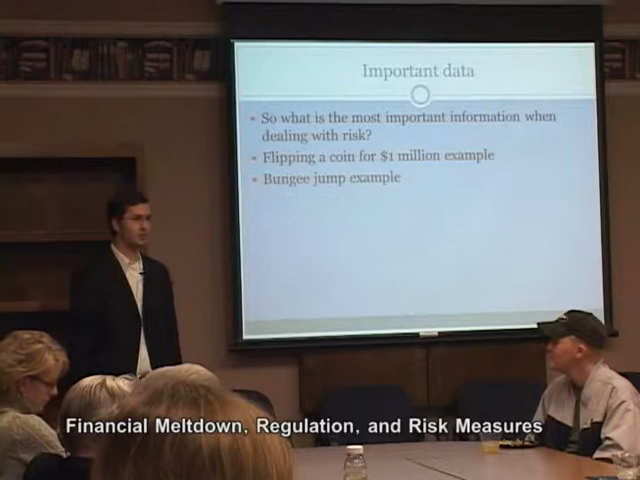 Important data
• So what is the most important information when
dealing with risk?
• Flipping a coin for $1 million example
• Bungee jump example
Financial Meltdown, Regulation, and Risk Measures